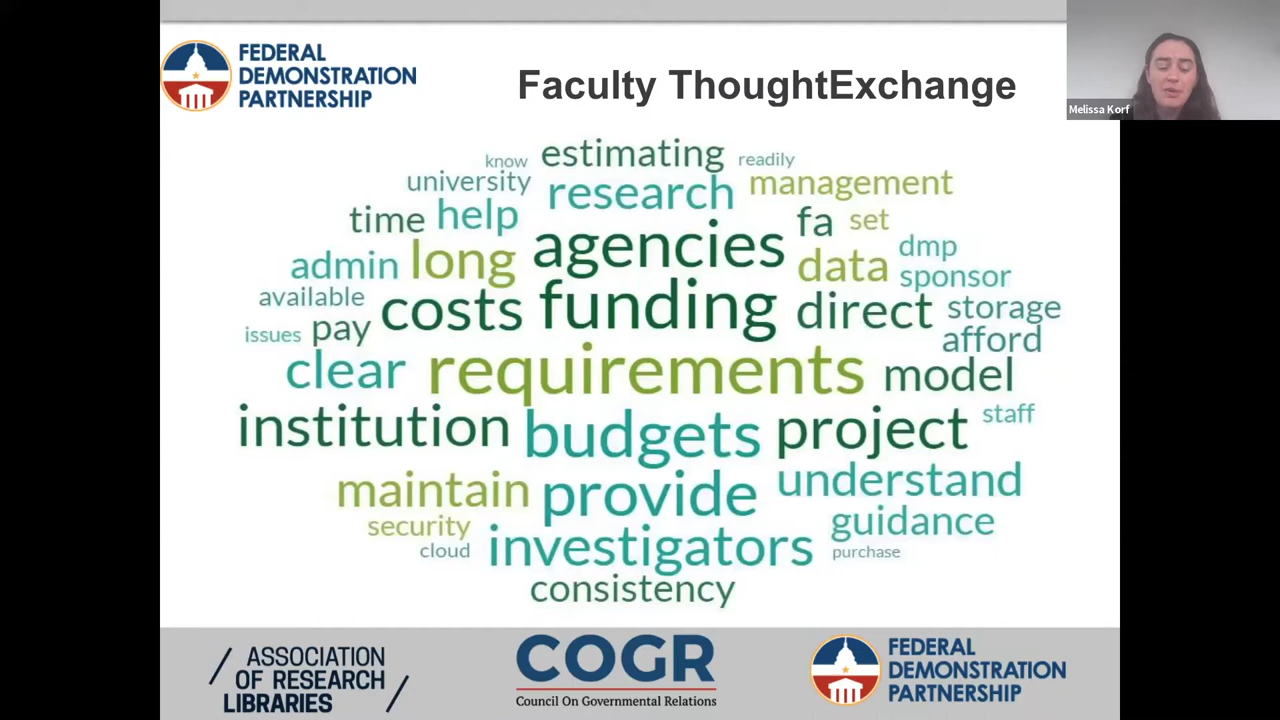 FEDERAL
DEMONSTRATION
PARTNERSHIP
Faculty ThoughtExchange
Melissa Korf
know estimating readily
university research management
time help agencies fa set
admin long data dmp
sponsor
available costs funding direct storage
issues pay afford
clear requirements model
institution budgets project staff
maintain provide understand
security guidance
cloud investigators purchase
consistency
ASSOCIATION
OF RESEARCH
LIBRARIES
COGR
Council On Governmental Relations
FEDERAL
DEMONSTRATION
PARTNERSHIP